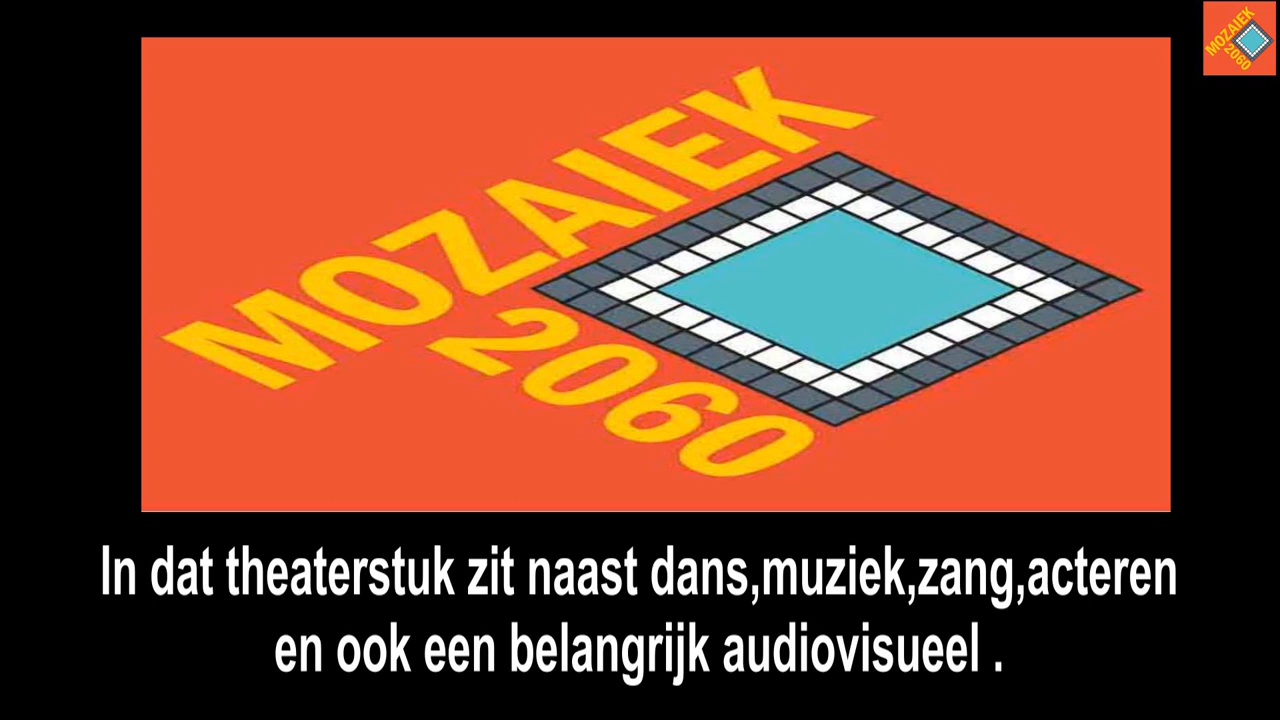 MOZAIEK
2060
MOZAIEK
2060
In dat theaterstuk zit naast dans,muziek,zang,acteren
en ook een belangrijk audiovisueel .